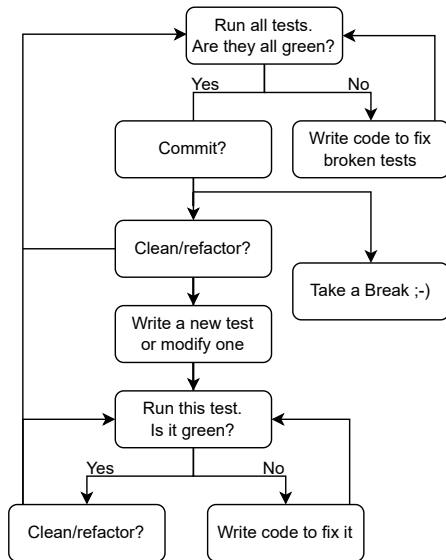 Run all tests.
Are they all green?
Yes
No
Commit?
Write code to fix
broken tests
Clean/refactor?
Take a Break ;-)
Write a new test
or modify one
Run this test.
Is it green?
Yes
No
Clean/refactor?
Write code to fix it